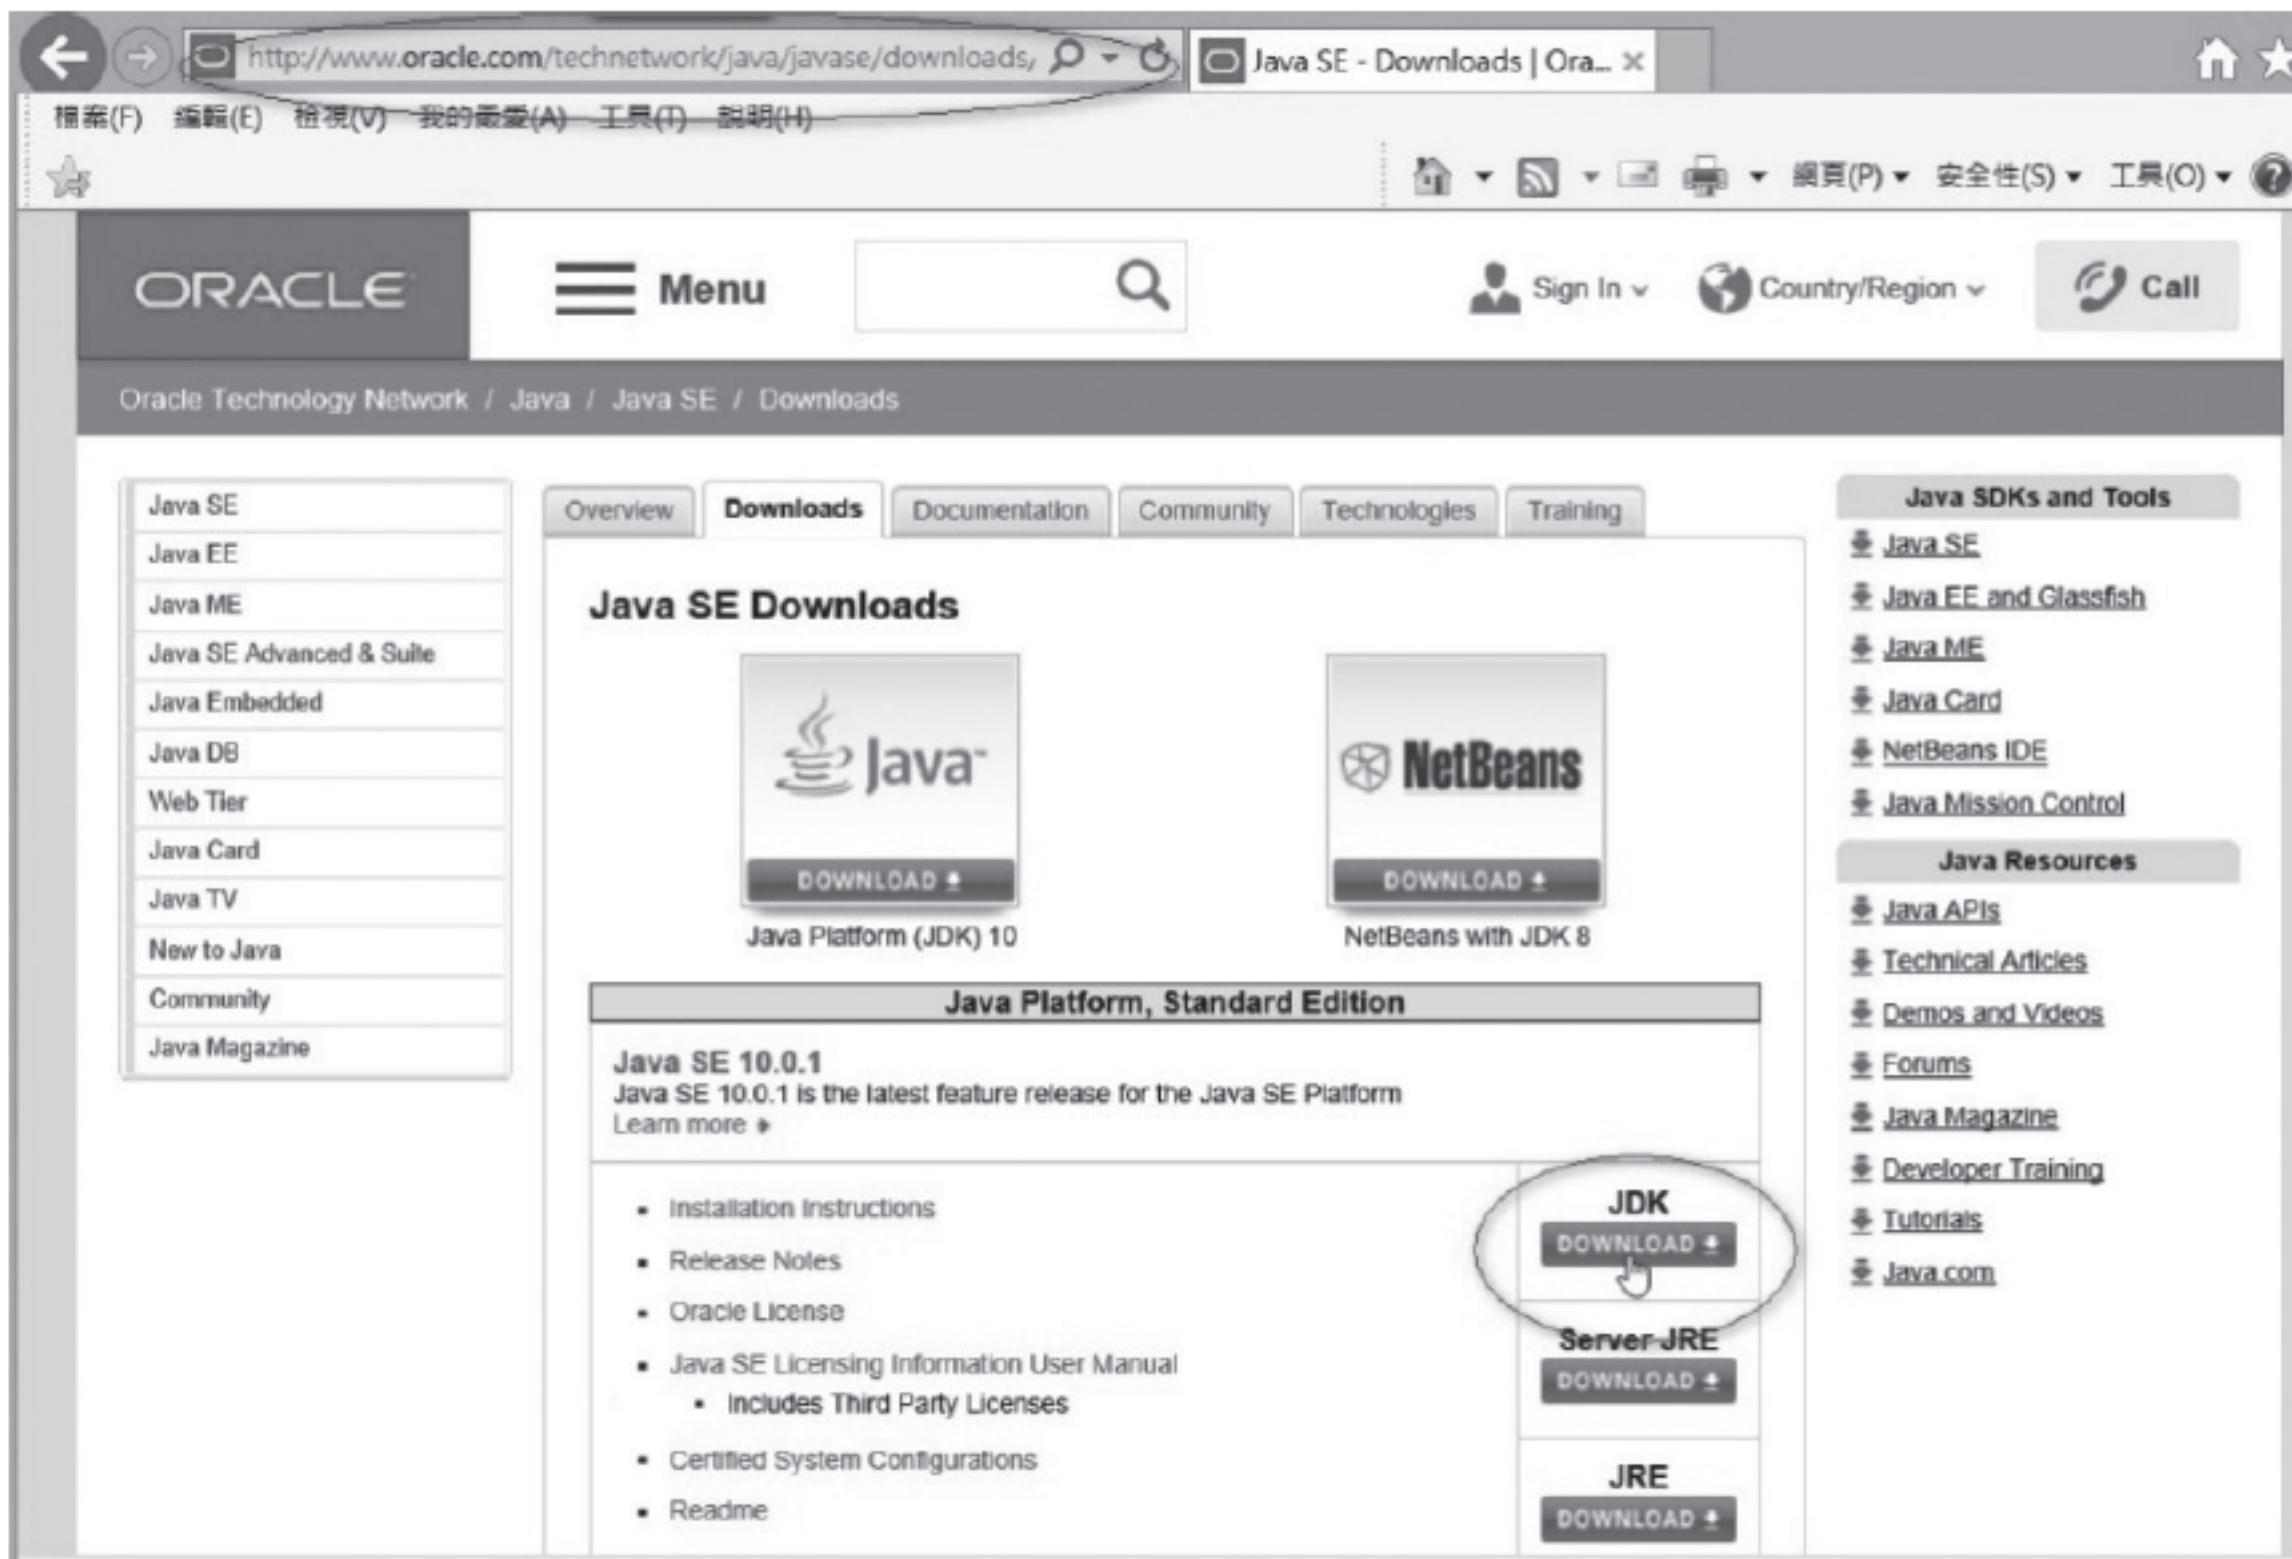 http://www.oracle.com/technetwork/java/javase/downloads/
Java SE - Downloads | Ora...
檔案(F) 編輯(E) 檢視(V) 我的最愛(A) 工具(T) 說明(H)
網頁(P) 安全性(S) 工具(O)
ORACLE
Menu
Sign In
Country/Region
Call
Oracle Technology Network / Java / Java SE / Downloads
Java SE
Java EE
Java ME
Java SE Advanced & Suite
Java Embedded
Java DB
Web Tier
Java Card
Java TV
New to Java
Community
Java Magazine
Overview Downloads Documentation Community Technologies Training
Java SE Downloads
Java™
DOWNLOAD
Java Platform (JDK) 10
NetBeans
DOWNLOAD
NetBeans with JDK 8
Java Platform, Standard Edition
Java SE 10.0.1
Java SE 10.0.1 is the latest feature release for the Java SE Platform
Learn more
Installation Instructions
Release Notes
Oracle License
Java SE Licensing Information User Manual
Includes Third Party Licenses
Certified System Configurations
Readme
JDK
DOWNLOAD
Server JRE
DOWNLOAD
JRE
DOWNLOAD
Java SDKs and Tools
Java SE
Java EE and Glassfish
Java ME
Java Card
NetBeans IDE
Java Mission Control
Java Resources
Java APIs
Technical Articles
Demos and Videos
Forums
Java Magazine
Developer Training
Tutorials
Java.com